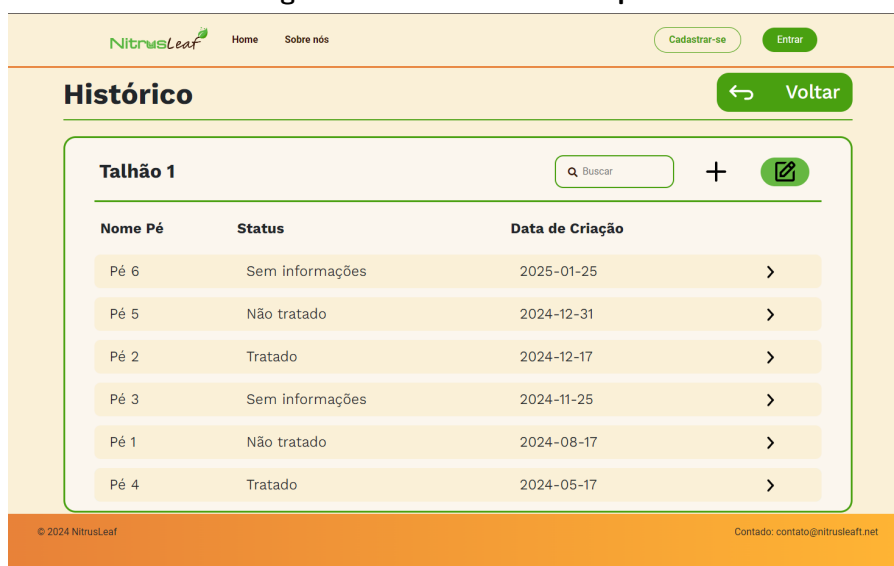 NitrusLeaf Home Sobre nós Cadastrar-se Entrar
Histórico Voltar
Talhão 1 Buscar
Nome Pé Status Data de Criação
Pé 6 Sem informações 2025-01-25
Pé 5 Não tratado 2024-12-31
Pé 2 Tratado 2024-12-17
Pé 3 Sem informações 2024-11-25
Pé 1 Não tratado 2024-08-17
Pé 4 Tratado 2024-05-17
© 2024 NitrusLeaf Contado: contato@nitrusleaft.net